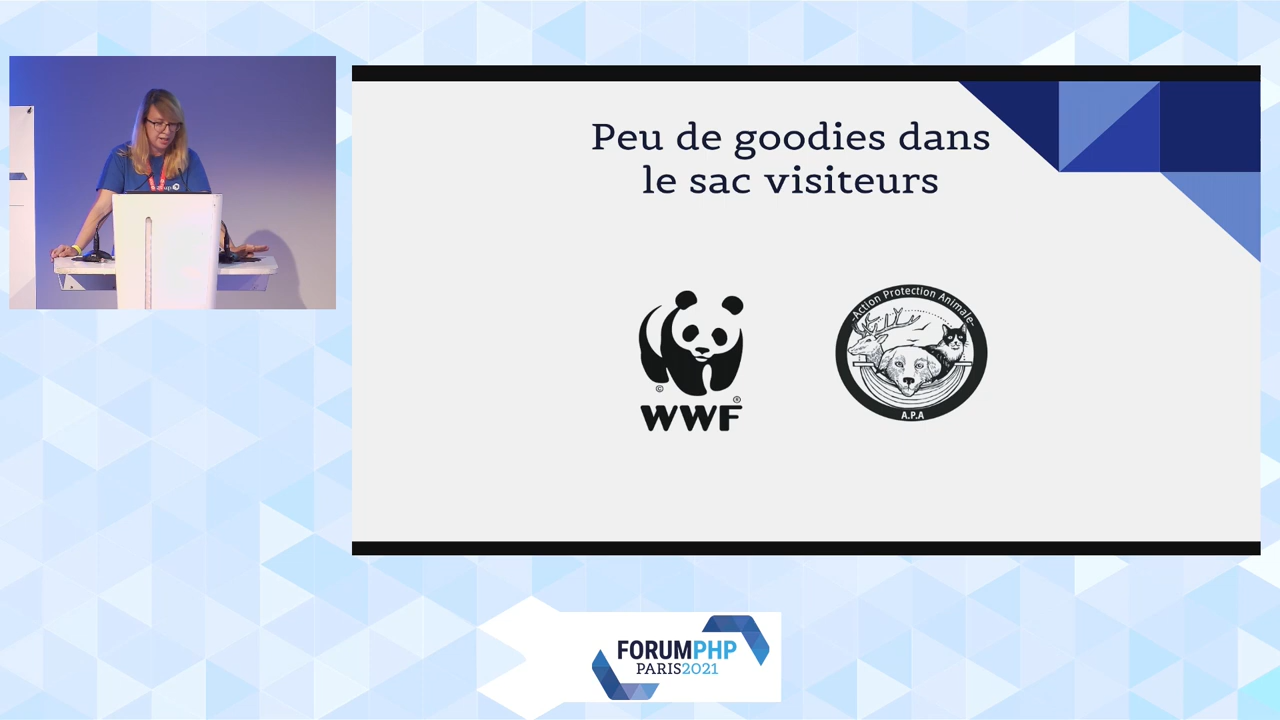 Peu de goodies dans
le sac visiteurs
©
®
WWF
-Action Protection Animale-
A.P.A
FORUMPHP
PARIS2021